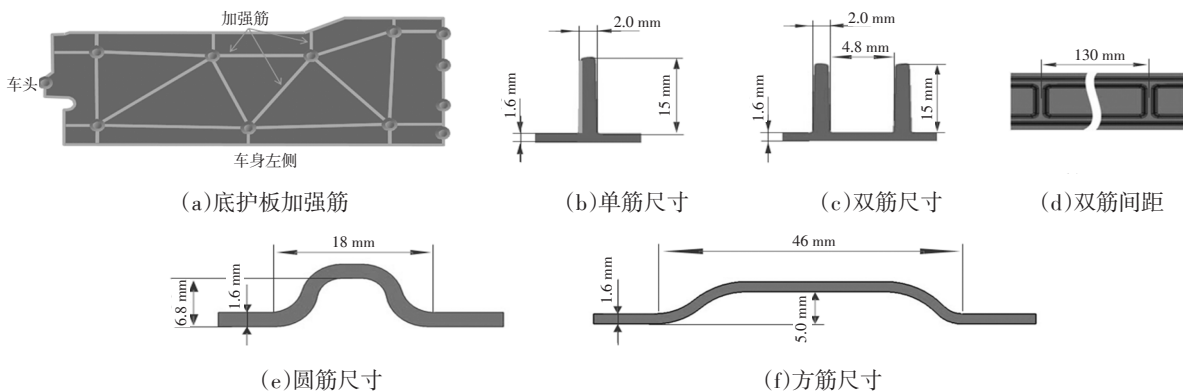 加强筋
车头
车身左侧
(a)底护板加强筋
2.0 mm
1.6 mm
15 mm
(b)单筋尺寸
2.0 mm
4.8 mm
1.6 mm
15 mm
(c)双筋尺寸
130 mm
(d)双筋间距
18 mm
1.6 mm
6.8 mm
(e)圆筋尺寸
46 mm
1.6 mm
5.0 mm
(f)方筋尺寸